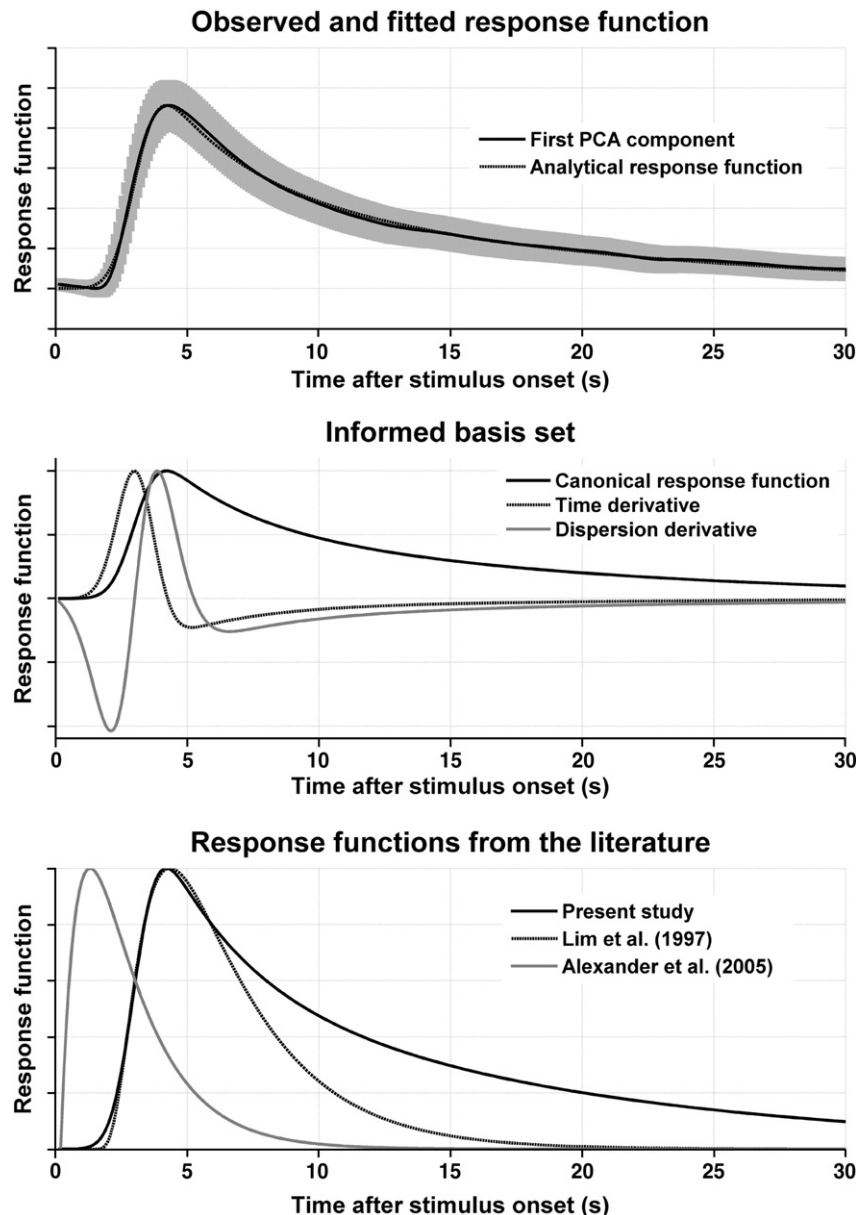 Observed and fitted response function
Response function
First PCA component
Analytical response function
0 5 10 15 20 25 30
Time after stimulus onset (s)
Informed basis set
Response function
Canonical response function
Time derivative
Dispersion derivative
0 5 10 15 20 25 30
Time after stimulus onset (s)
Response functions from the literature
Response function
Present study
Lim et al. (1997)
Alexander et al. (2005)
0 5 10 15 20 25 30
Time after stimulus onset (s)